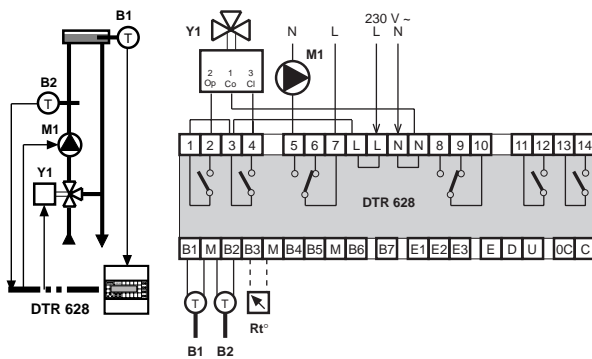 B1
T
B2
T
M1
Y1
DTR 628
Y1
2 1 3
Op Co Cl
N
M1
L
230 V ~
L N
1 2 3 4 5 6 7 L L N N 8 9 10 11 12 13 14
DTR 628
B1 M B2 B3 M B4 B5 M B6 B7 E1 E2 E3 E D U 0C C
T T
Rt°
B1 B2